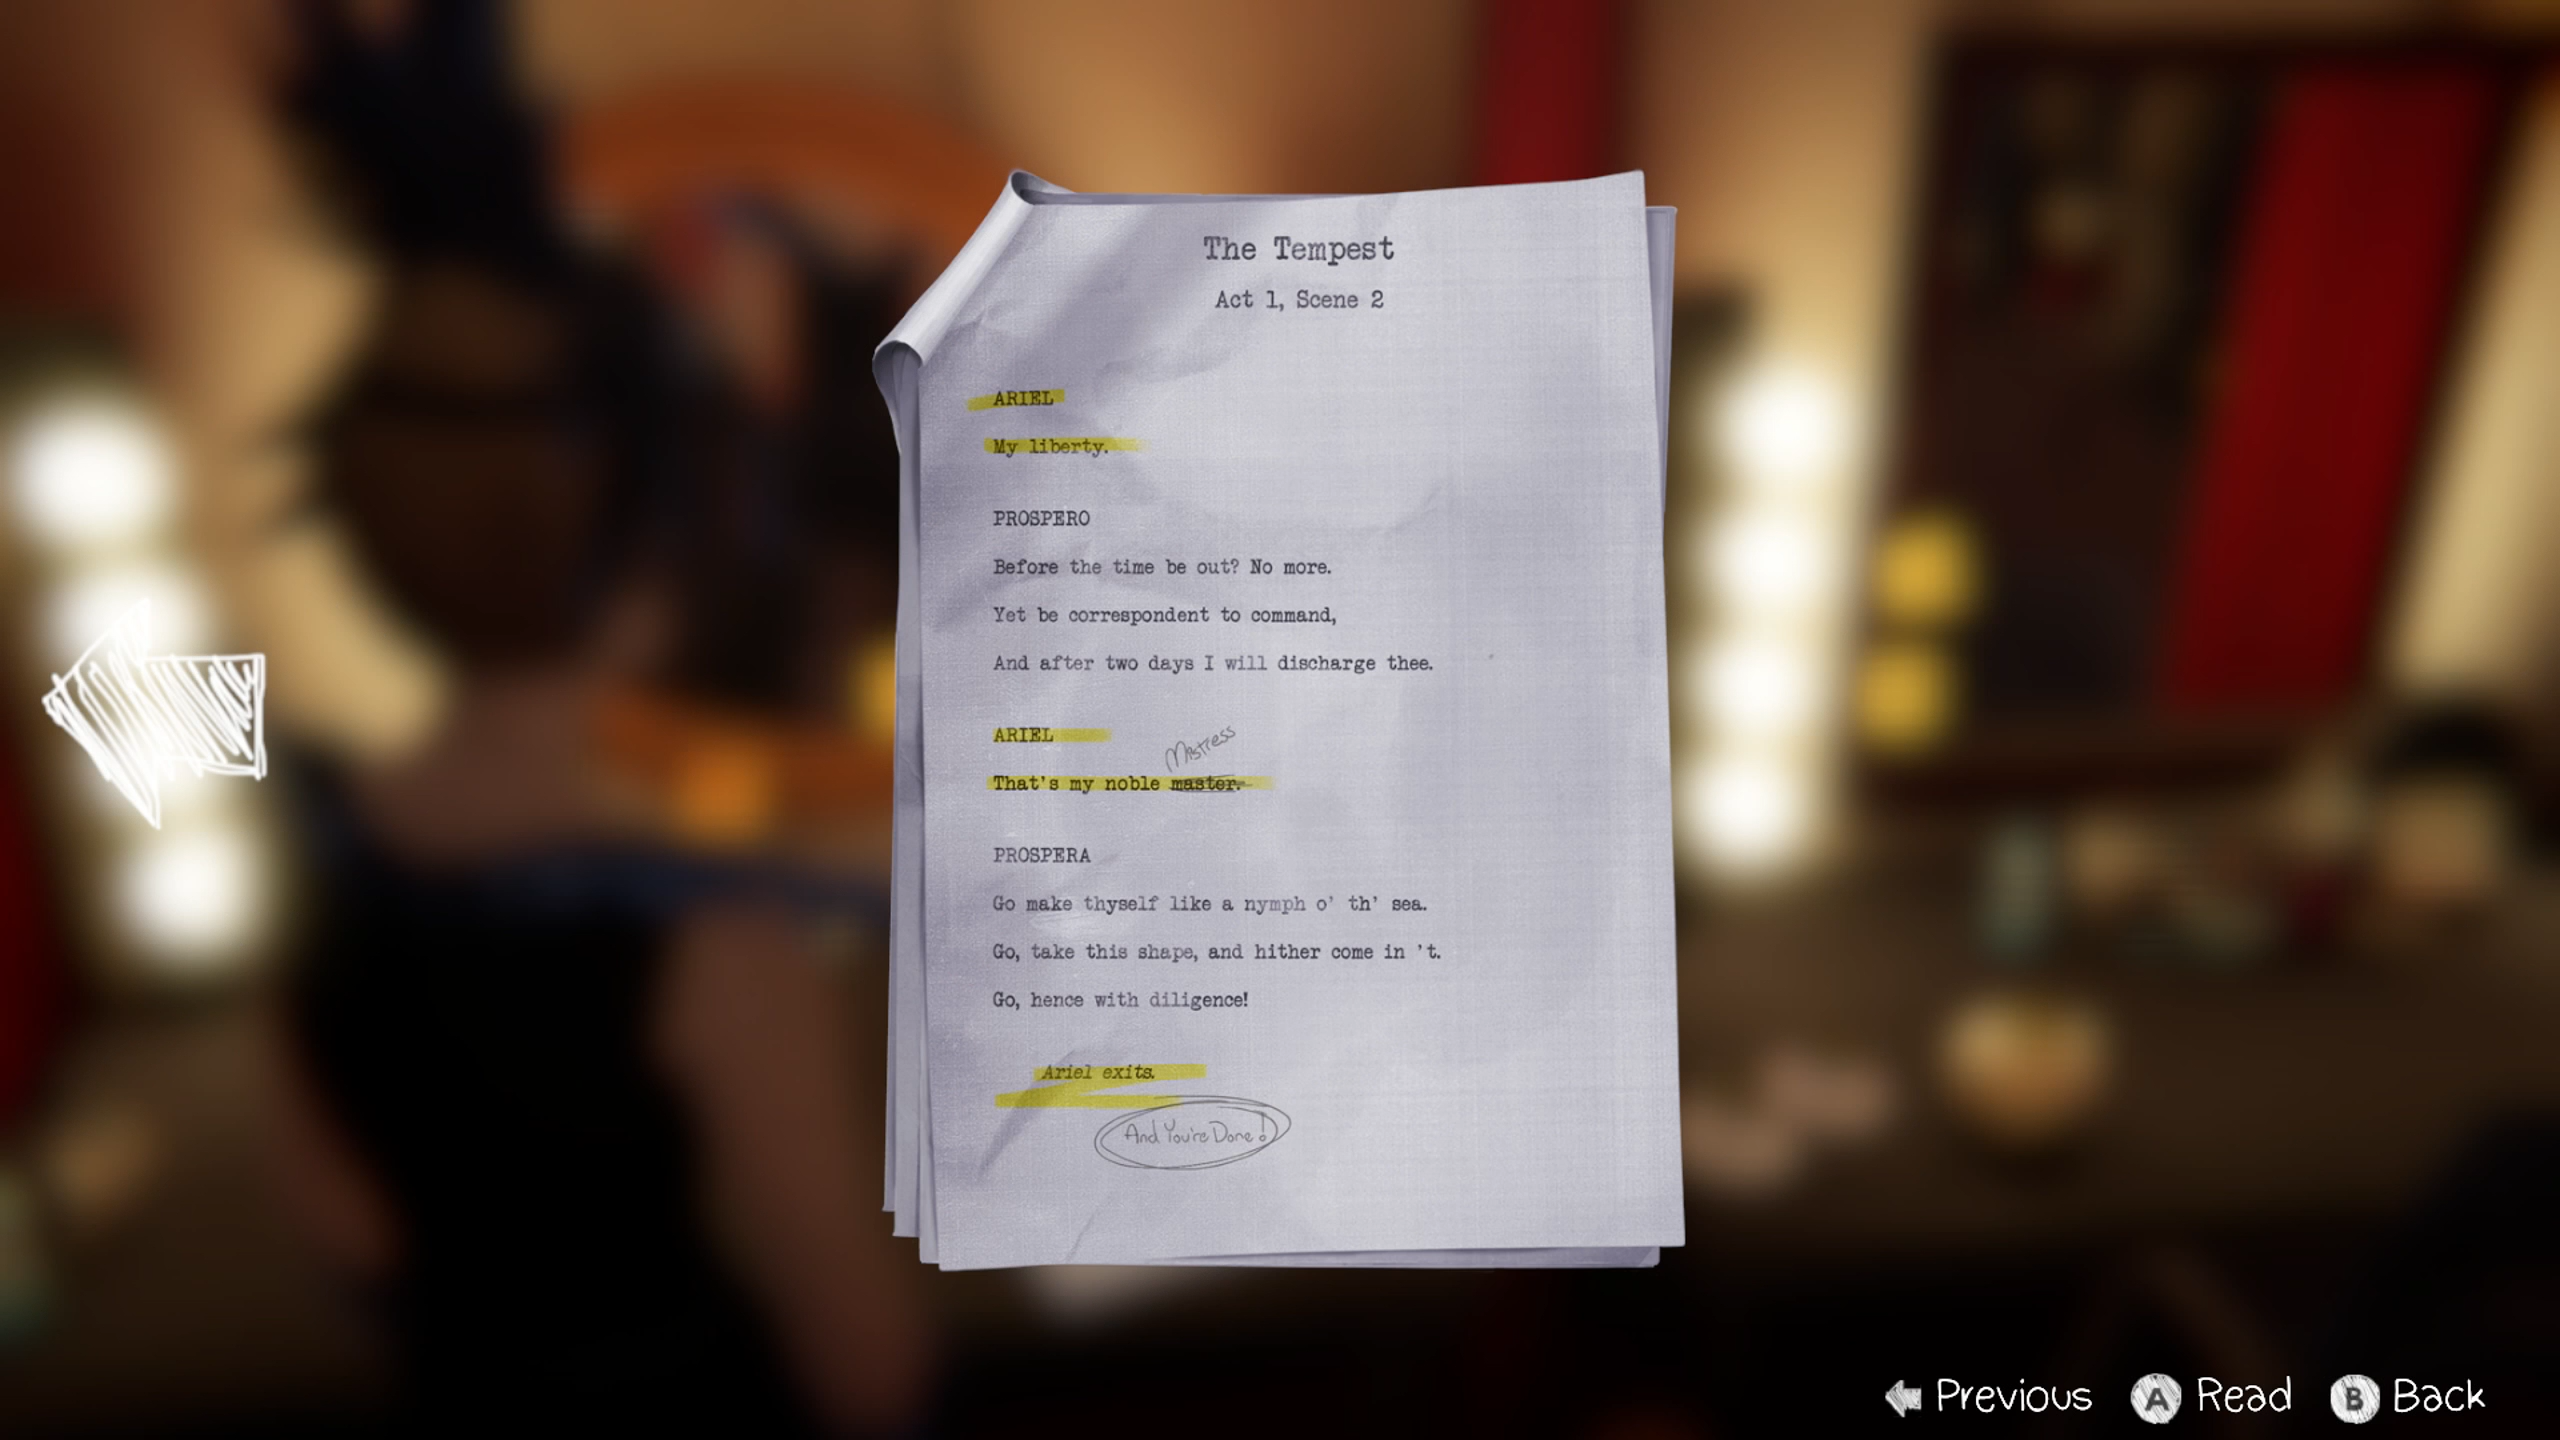 The Tempest
Act 1, Scene 2
ARIEL
My liberty.
PROSPERO
Before the time be out? No more.
Yet be correspondent to command,
And after two days I will discharge thee.
ARIEL
Mistress
That's my noble master.
PROSPERA
Go make thyself like a nymph o' th' sea.
Go, take this shape, and hither come in 't.
Go, hence with diligence!
Ariel exits.
And You're Done!
Previous A Read B Back